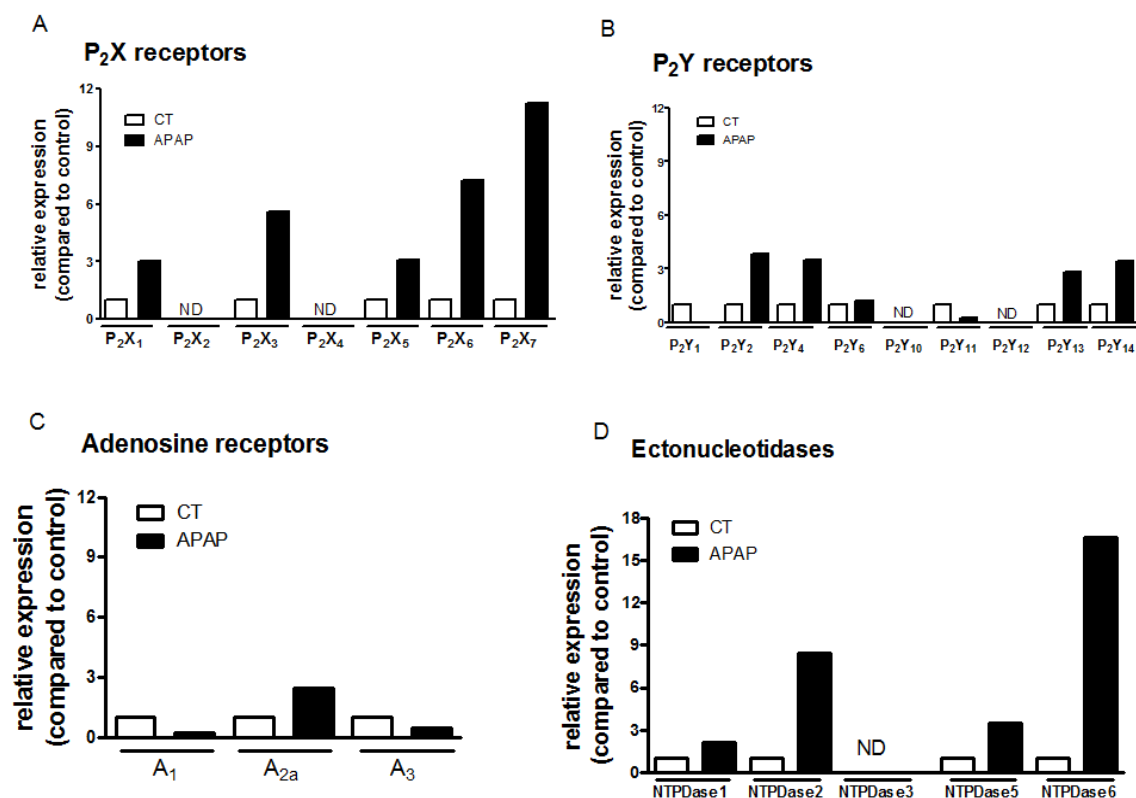 A
P2X receptors
relative expression
(compared to control)
12
9
6
3
0
CT
APAP
ND
ND
P2X1 P2X2 P2X3 P2X4 P2X5 P2X6 P2X7
B
P2Y receptors
relative expression
(compared to control)
12
9
6
3
0
CT
APAP
ND
ND
P2Y1 P2Y2 P2Y4 P2Y6 P2Y10 P2Y11 P2Y12 P2Y13 P2Y14
C
Adenosine receptors
relative expression
(compared to control)
12
9
6
3
0
CT
APAP
A1 A2a A3
D
Ectonucleotidases
relative expression
(compared to control)
18
15
12
9
6
3
0
CT
APAP
ND
NTPDase1 NTPDase2 NTPDase3 NTPDase5 NTPDase6